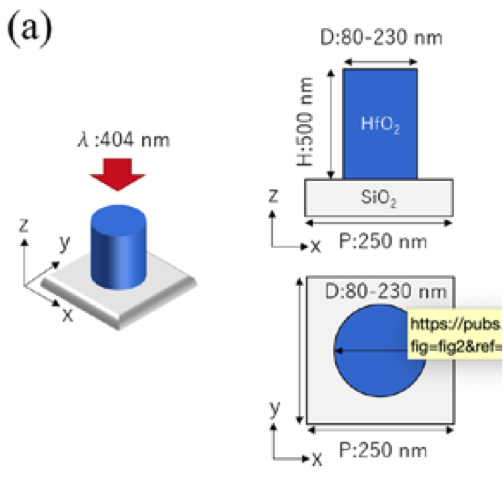 (a)
λ:404 nm
z
y
x
D:80-230 nm
H:500 nm
HfO₂
SiO₂
z
x
P:250 nm
D:80-230 nm
https://pubs.
fig=fig2&ref=
y
x
P:250 nm